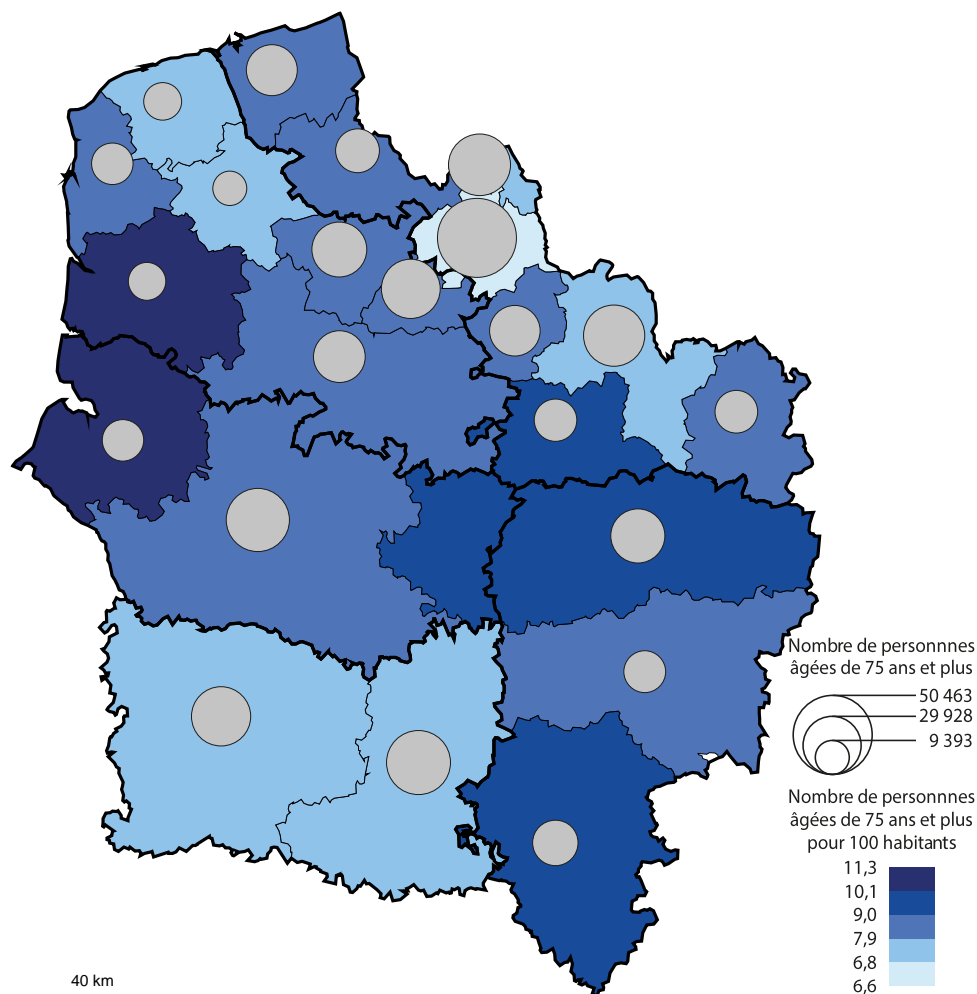 Nombre de personnnes
âgées de 75 ans et plus
50 463
29 928
9 393
Nombre de personnnes
âgées de 75 ans et plus
pour 100 habitants
11,3
10,1
9,0
7,9
6,8
6,6
40 km